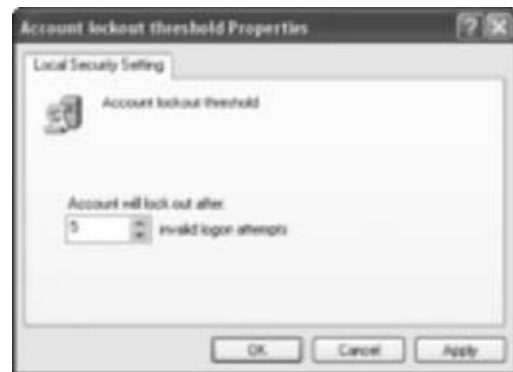 Account lockout threshold Properties
Local Security Setting
Account lockout threshold
Account will lock out after:
5 invalid logon attempts
OK Cancel Apply